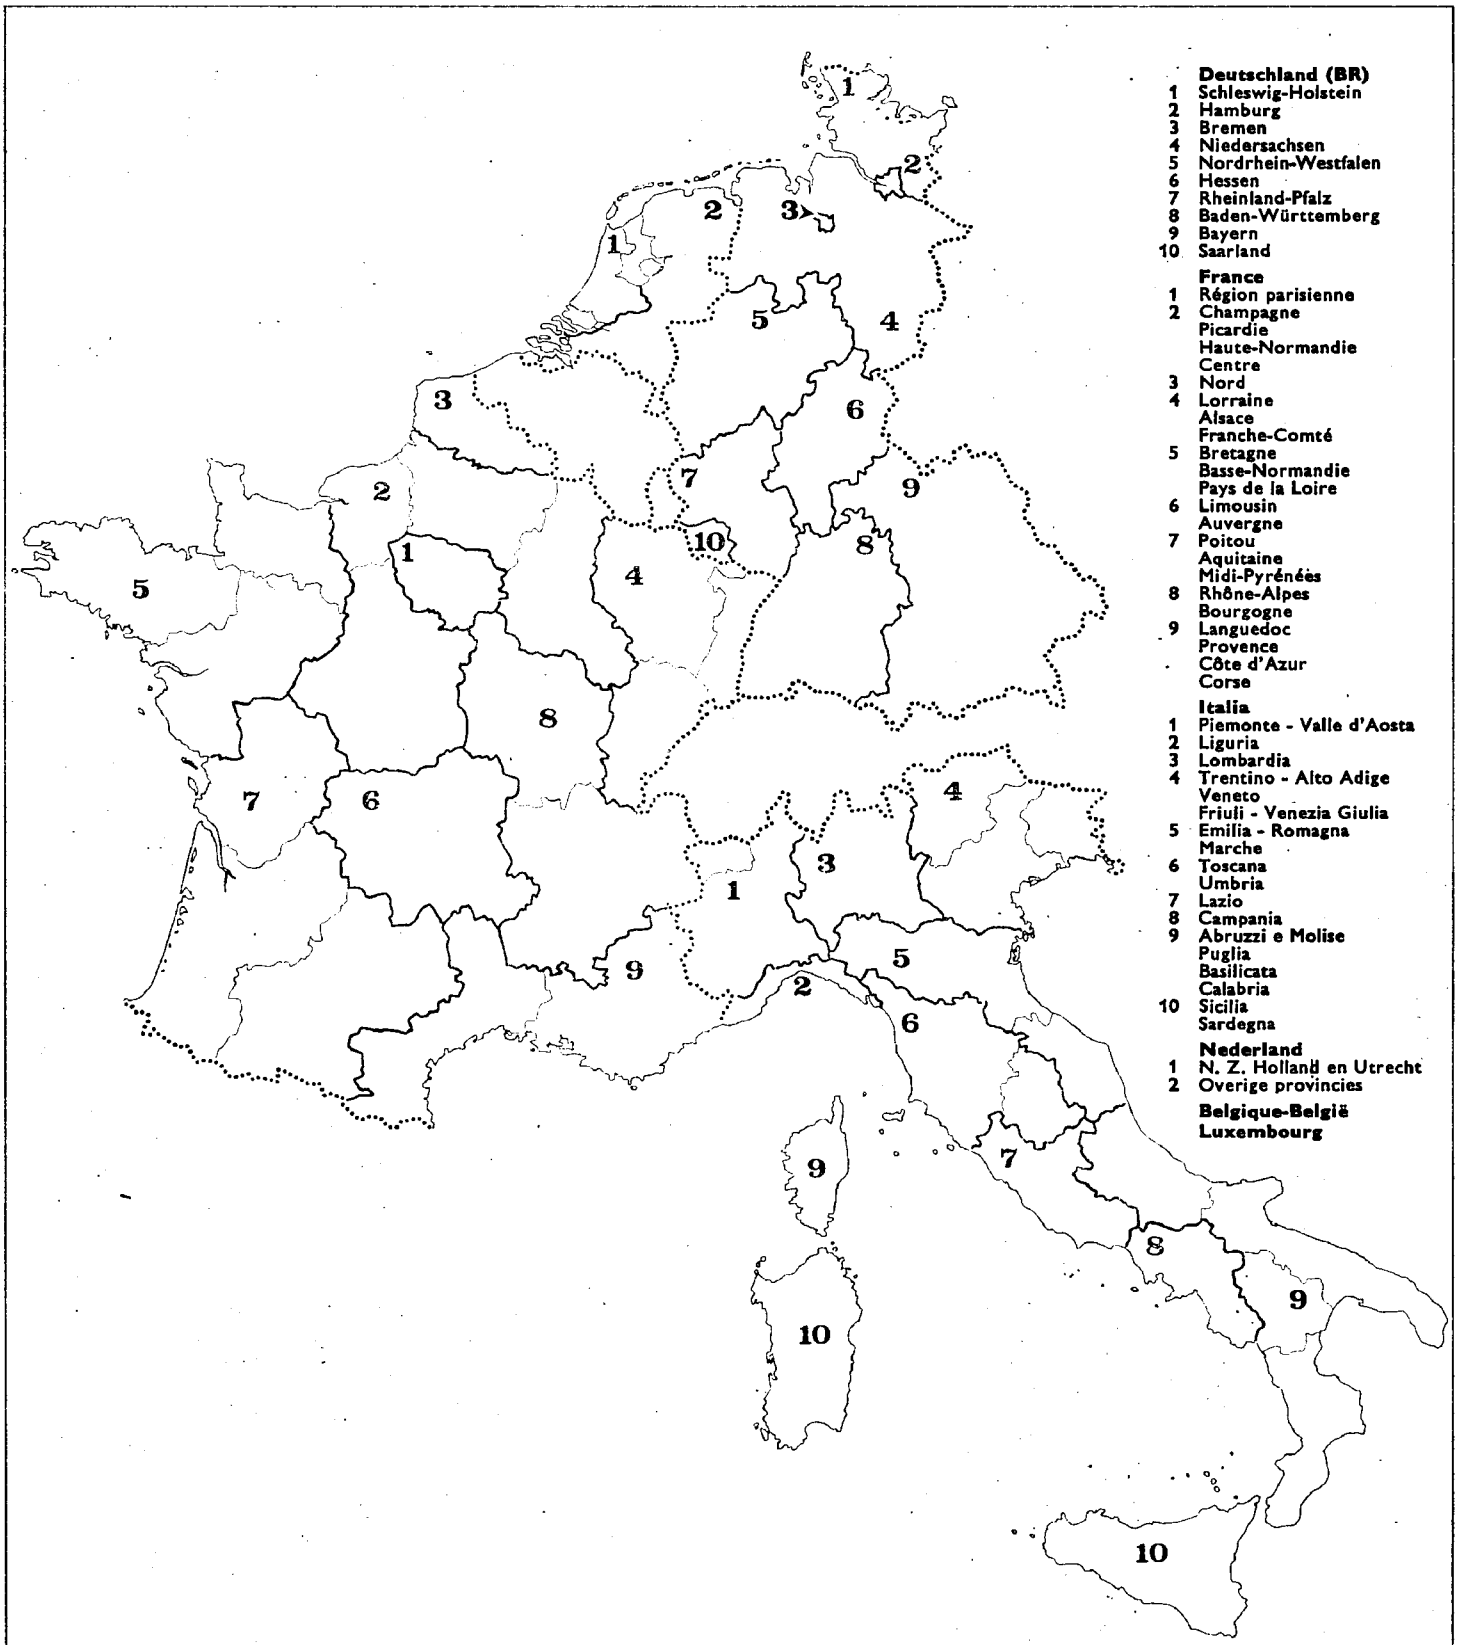 Deutschland (BR)
1 Schleswig-Holstein
2 Hamburg
3 Bremen
4 Niedersachsen
5 Nordrhein-Westfalen
6 Hessen
7 Rheinland-Pfalz
8 Baden-Württemberg
9 Bayern
10 Saarland
France
1 Région parisienne
2 Champagne
Picardie
Haute-Normandie
Centre
3 Nord
4 Lorraine
Alsace
Franche-Comté
5 Bretagne
Basse-Normandie
Pays de la Loire
6 Limousin
Auvergne
7 Poitou
Aquitaine
Midi-Pyrénées
8 Rhône-Alpes
Bourgogne
9 Languedoc
Provence
Côte d'Azur
Corse
Italia
1 Piemonte - Valle d'Aosta
2 Liguria
3 Lombardia
4 Trentino - Alto Adige
Veneto
Friuli - Venezia Giulia
5 Emilia - Romagna
Marche
6 Toscana
Umbria
7 Lazio
8 Campania
9 Abruzzi e Molise
Puglia
Basilicata
Calabria
10 Sicilia
Sardegna
Nederland
1 N. Z. Holland en Utrecht
2 Overige provincies
Belgique-België
Luxembourg
1
2
2
3
1
5
4
3
6
7
9
2
10
8
1
4
5
8
7
6
4
3
1
5
9
2
6
7
9
8
9
10
10